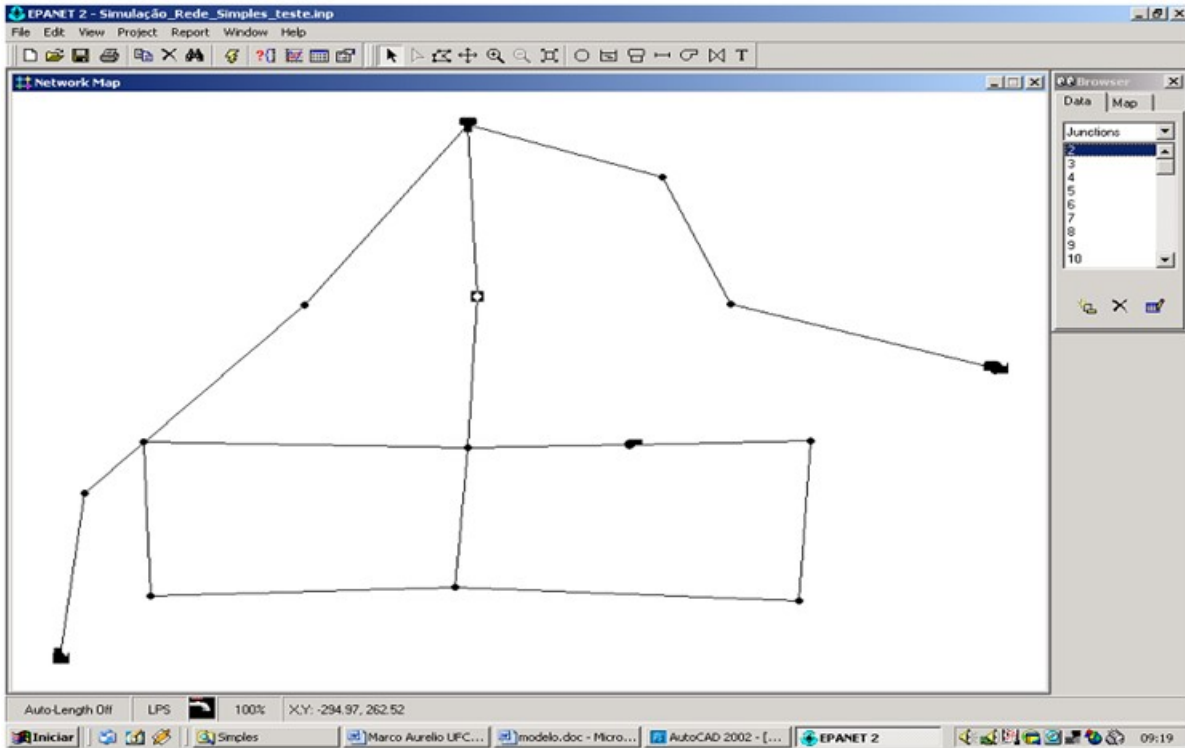 EPANET 2 - Simulação_Rede_Simples_teste.inp
File Edit View Project Report Window Help
T
Network Map
Browser
Data Map
Junctions
2
3
4
5
6
7
8
9
10
Auto-Length Off LPS 100% X,Y: -294.97, 262.52
Iniciar Simples Marco Aurelio UFC... modelo.doc - Micro... AutoCAD 2002 - [... EPANET 2 09:19